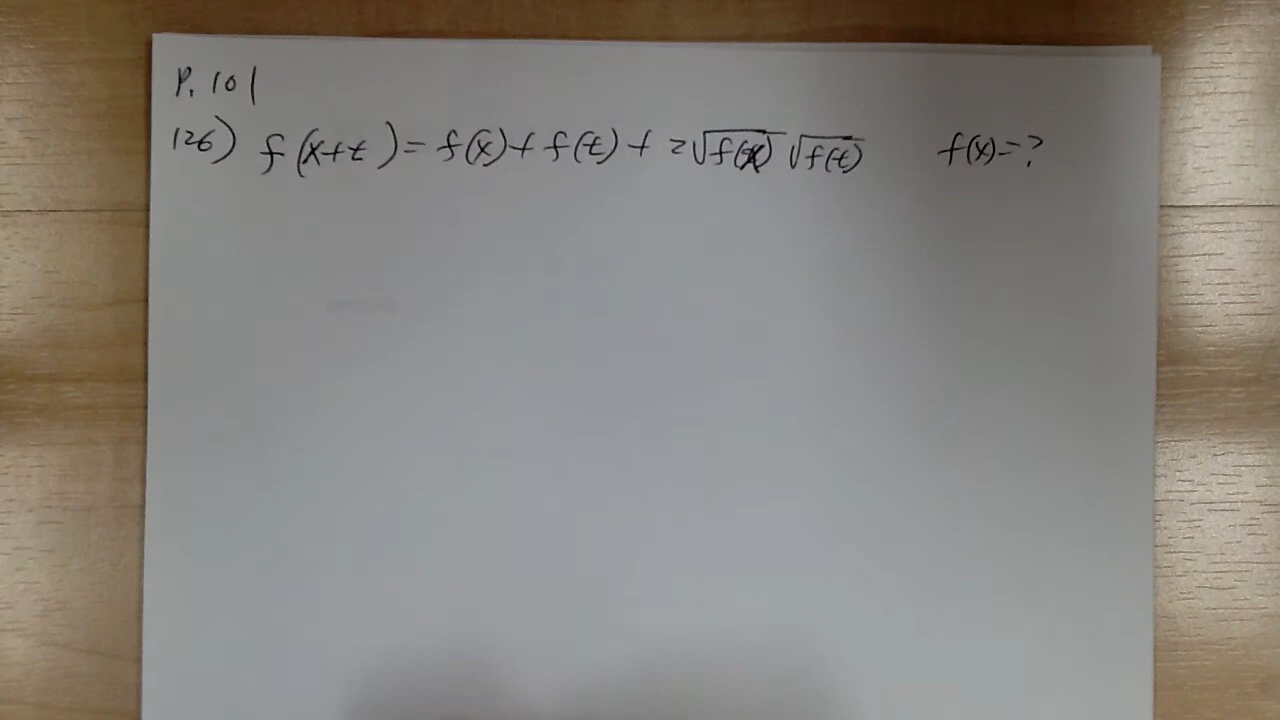 P. 101
126) f(x+t) = f(x) + f(t) + 2√f(x) √f(t) f(x)=?